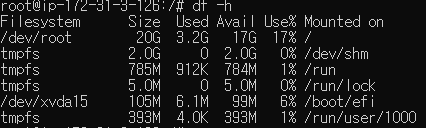 root@ip-172-31-3-126:/# df -h
Filesystem      Size  Used Avail Use% Mounted on
/dev/root        20G  3.2G   17G  17% /
tmpfs           2.0G     0  2.0G   0% /dev/shm
tmpfs           785M  912K  784M   1% /run
tmpfs           5.0M     0  5.0M   0% /run/lock
/dev/xvda15     105M  6.1M   99M   6% /boot/efi
tmpfs           393M  4.0K  393M   1% /run/user/1000